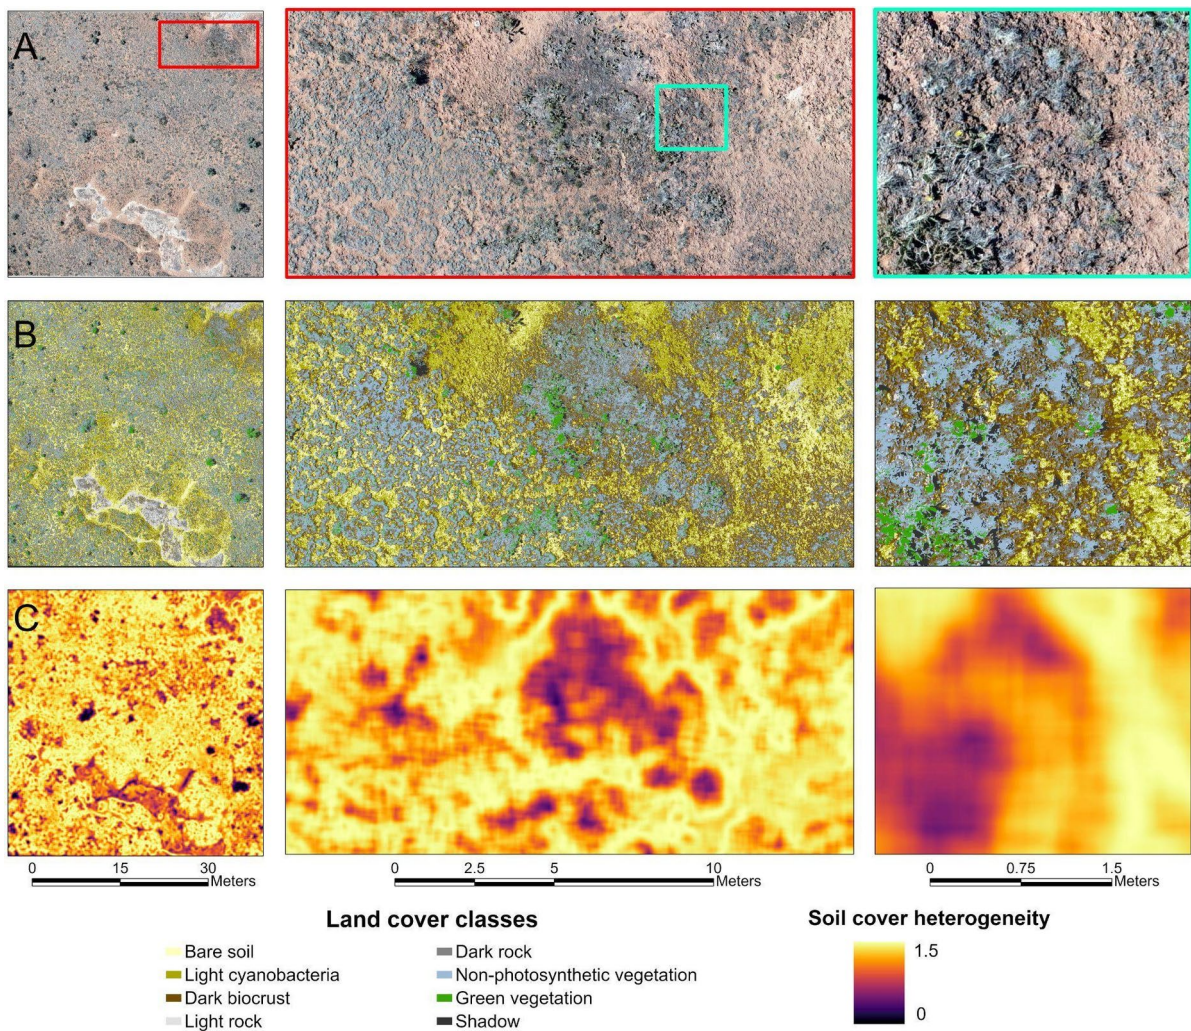 A
B
C
0 15 30 Meters
0 2.5 5 10 Meters
0 0.75 1.5 Meters
Land cover classes
Bare soil
Light cyanobacteria
Dark biocrust
Light rock
Dark rock
Non-photosynthetic vegetation
Green vegetation
Shadow
Soil cover heterogeneity
1.5
0